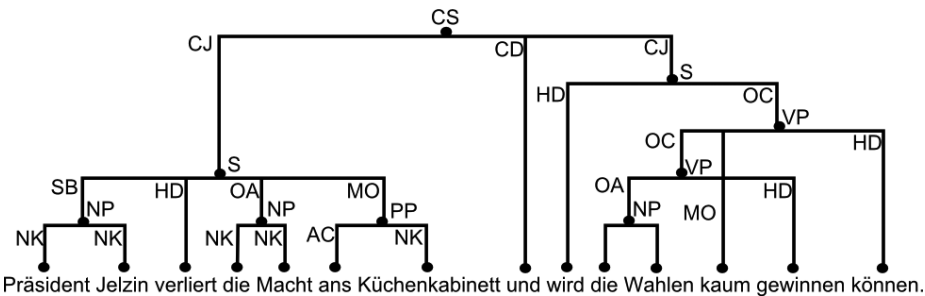 CS
CJ CD CJ
S
HD OC
VP
OC HD
S VP
SB HD OA MO OA HD
NP NP PP NP MO
NK NK NK NK AC NK
Präsident Jelzin verliert die Macht ans Küchenkabinett und wird die Wahlen kaum gewinnen können.